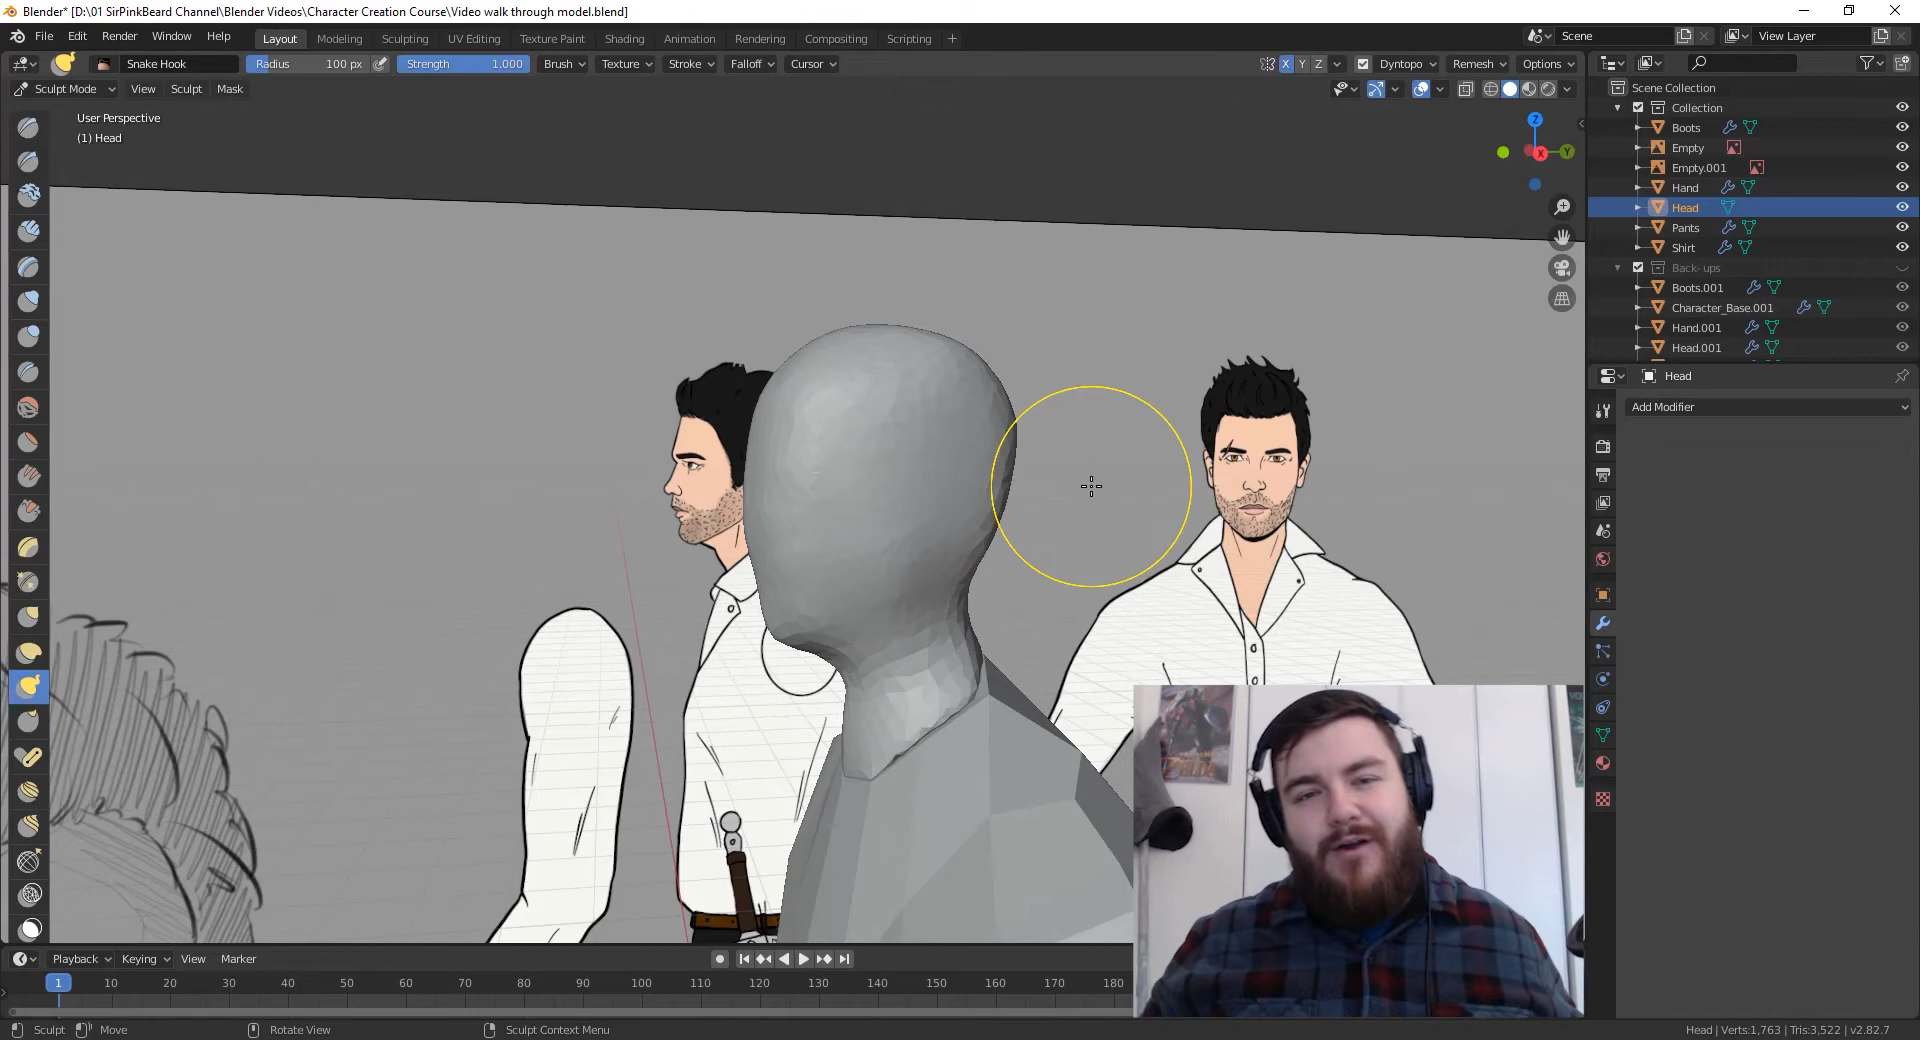 Blender* [D:\01 SirPinkBeard Channel\Blender Videos\Character Creation Course\Video walk through model.blend]
File Edit Render Window Help
Layout Modeling Sculpting UV Editing Texture Paint Shading Animation Rendering Compositing Scripting +
Scene
View Layer
Snake Hook
Radius 100 px
Strength 1.000
Brush Texture Stroke Falloff Cursor
X Y Z
Dyntopo Remesh Options
Sculpt Mode View Sculpt Mask
User Perspective
(1) Head
Z
X
Y
Scene Collection
Collection
Boots
Empty
Empty.001
Hand
Head
Pants
Shirt
Back- ups
Boots.001
Character_Base.001
Hand.001
Head.001
Head
Add Modifier
ZELDA
Playback Keying View Marker
1 10 20 30 40 50 60 70 80 90 100 110 120 130 140 150 160 170 180
Sculpt Move Rotate View Sculpt Context Menu
Head | Verts:1,763 | Tris:3,522 | v2.82.7